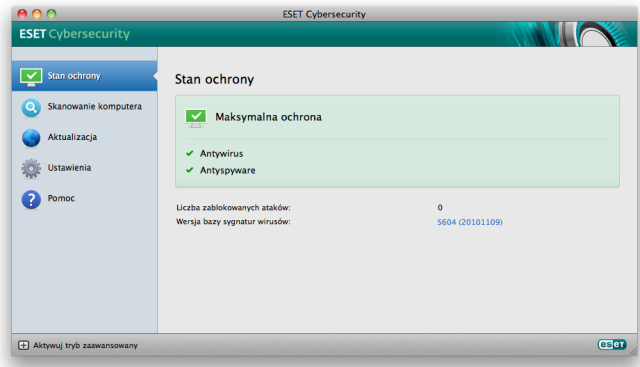 ESET Cybersecurity
ESET Cybersecurity
Stan ochrony
Skanowanie komputera
Aktualizacja
Ustawienia
Pomoc
Stan ochrony
Maksymalna ochrona
Antywirus
Antyspyware
Liczba zablokowanych ataków: 0
Wersja bazy sygnatur wirusów: 5604 (20101109)
Aktywuj tryb zaawansowany
eset